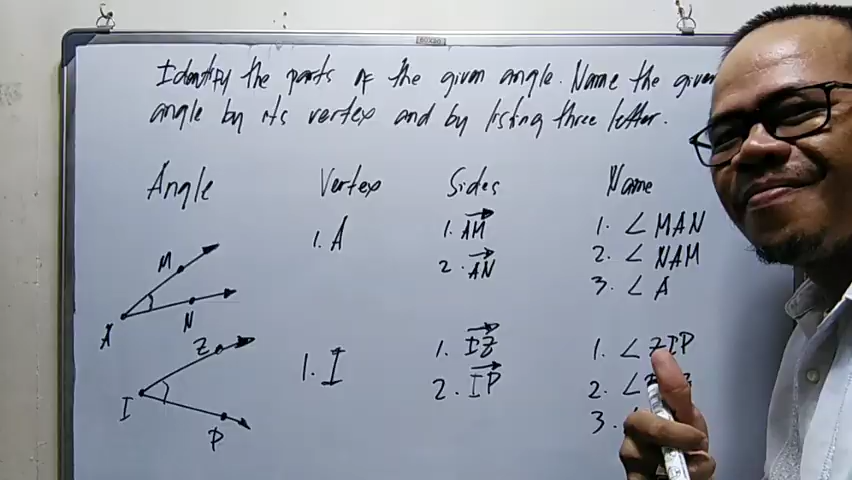 Identify the parts of the given angle. Name the given
angle by its vertex and by listing three letter.
Angle Vertex Sides Name
1. A
1. AM
2. AN
1. ∠ MAN
2. ∠ NAM
3. ∠ A
M
N
A
1. I
1. IZ
2. IP
1. ∠ ZIP
2. ∠
3.
Z
I
P